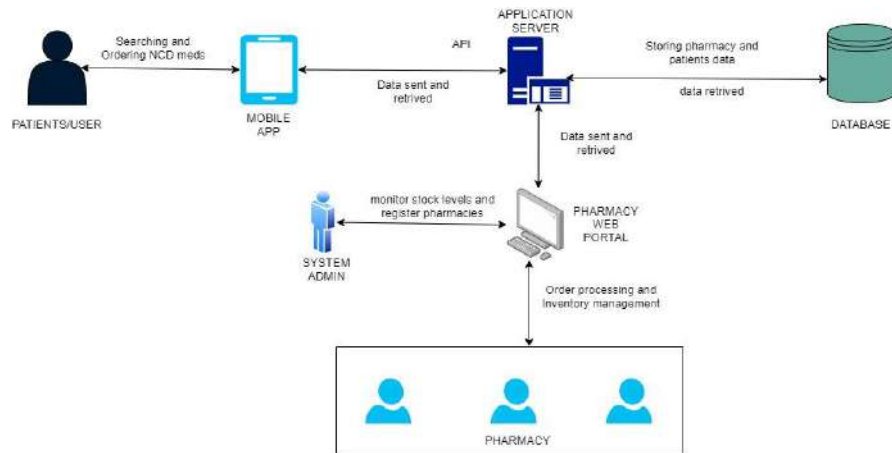 APPLICATION
SERVER
Searching and
Ordering NCD meds
API
Storing pharmacy and
patients data
Data sent and
retrived
data retrived
PATIENTS/USER
MOBILE
APP
DATABASE
Data sent and
retrived
monitor stock levels and
register pharmacies
PHARMACY
WEB
PORTAL
SYSTEM
ADMIN
Order processing and
Inventory management
PHARMACY